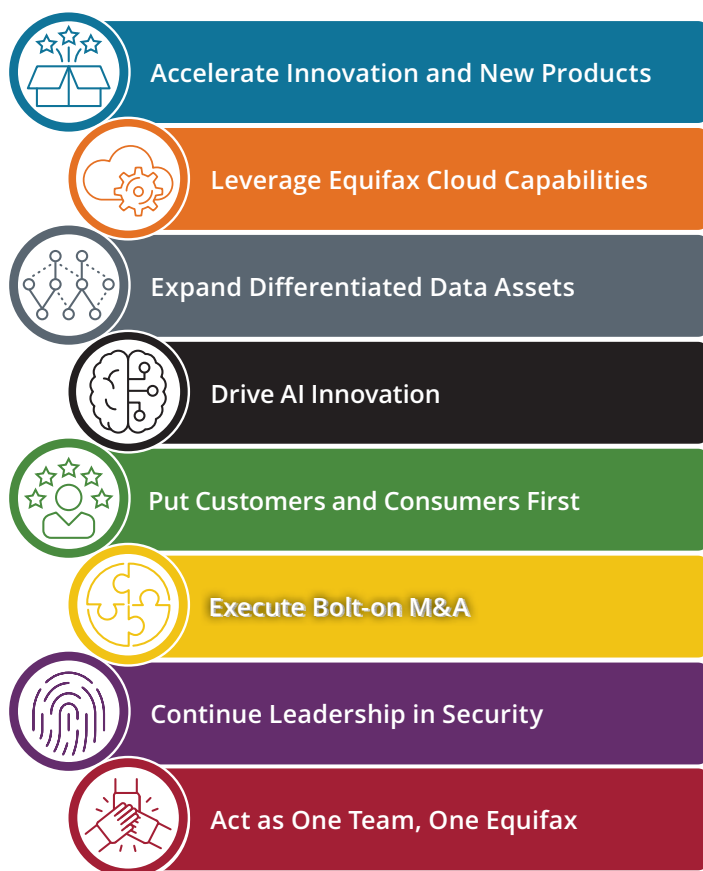 Accelerate Innovation and New Products
Leverage Equifax Cloud Capabilities
Expand Differentiated Data Assets
Drive AI Innovation
Put Customers and Consumers First
Execute Bolt-on M&A
Continue Leadership in Security
Act as One Team, One Equifax